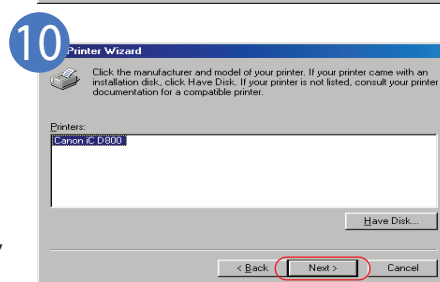 10
Printer Wizard
Click the manufacturer and model of your printer. If your printer came with an
installation disk, click Have Disk. If your printer is not listed, consult your printer
documentation for a compatible printer.
Printers:
Canon iC D800
Have Disk...
< Back
Next >
Cancel